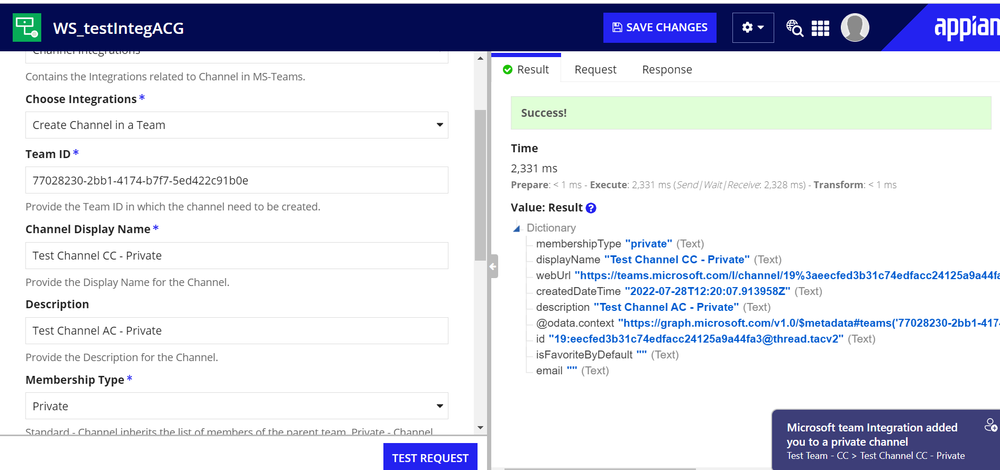 WS_testIntegACG
SAVE CHANGES
appian
Channel Integrations
Contains the Integrations related to Channel in MS-Teams.
Choose Integrations *
Create Channel in a Team
Team ID *
77028230-2bb1-4174-b7f7-5ed422c91b0e
Provide the Team ID in which the channel need to be created.
Channel Display Name *
Test Channel CC - Private
Provide the Display Name for the Channel.
Description
Test Channel AC - Private
Provide the Description for the Channel.
Membership Type *
Private
Standard - Channel inherits the list of members of the parent team. Private - Channel
TEST REQUEST
Result Request Response
Success!
Time
2,331 ms
Prepare: < 1 ms - Execute: 2,331 ms (Send|Wait|Receive: 2,328 ms) - Transform: < 1 ms
Value: Result ?
Dictionary
membershipType "private" (Text)
displayName "Test Channel CC - Private" (Text)
webUrl "https://teams.microsoft.com/l/channel/19%3aeecfed3b31c74edfacc24125a9a44fa
createdDateTime "2022-07-28T12:20:07.913958Z" (Text)
description "Test Channel AC - Private" (Text)
@odata.context "https://graph.microsoft.com/v1.0/$metadata#teams('77028230-2bb1-4174
id "19:eecfed3b31c74edfacc24125a9a44fa3@thread.tacv2" (Text)
isFavoriteByDefault "" (Text)
email "" (Text)
Microsoft team Integration added
you to a private channel
Test Team - CC > Test Channel CC - Private